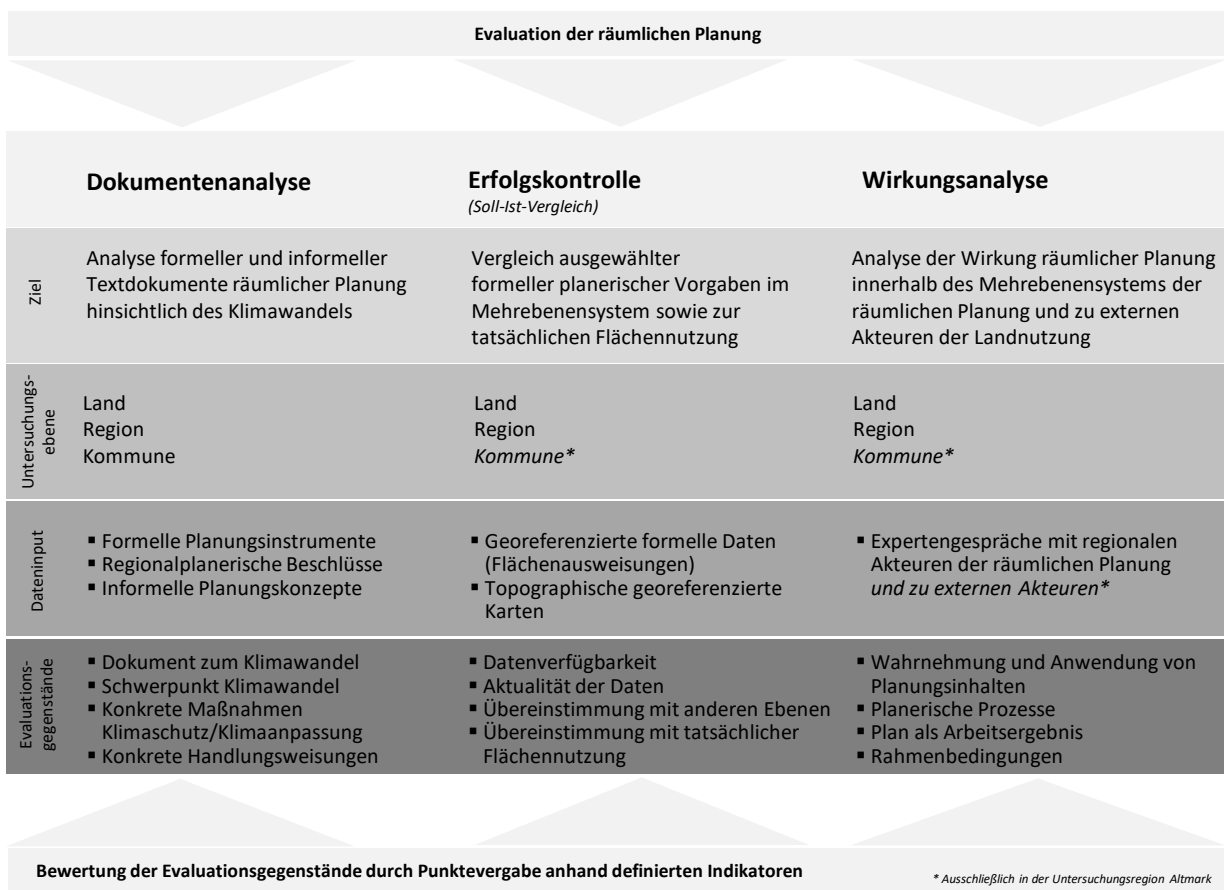 Evaluation der räumlichen Planung
Dokumentenanalyse
Erfolgskontrolle
(Soll-Ist-Vergleich)
Wirkungsanalyse
Ziel
Analyse formeller und informeller
Textdokumente räumlicher Planung
hinsichtlich des Klimawandels
Vergleich ausgewählter
formeller planerischer Vorgaben im
Mehrebenensystem sowie zur
tatsächlichen Flächennutzung
Analyse der Wirkung räumlicher Planung
innerhalb des Mehrebenensystems der
räumlichen Planung und zu externen
Akteuren der Landnutzung
Untersuchungs-
ebene
Land
Region
Kommune
Land
Region
Kommune*
Land
Region
Kommune*
Dateninput
▪ Formelle Planungsinstrumente
▪ Regionalplanerische Beschlüsse
▪ Informelle Planungskonzepte
▪ Georeferenzierte formelle Daten
(Flächenausweisungen)
▪ Topographische georeferenzierte
Karten
▪ Expertengespräche mit regionalen
Akteuren der räumlichen Planung
und zu externen Akteuren*
Evaluations-
gegenstände
▪ Dokument zum Klimawandel
▪ Schwerpunkt Klimawandel
▪ Konkrete Maßnahmen
Klimaschutz/Klimaanpassung
▪ Konkrete Handlungsweisungen
▪ Datenverfügbarkeit
▪ Aktualität der Daten
▪ Übereinstimmung mit anderen Ebenen
▪ Übereinstimmung mit tatsächlicher
Flächennutzung
▪ Wahrnehmung und Anwendung von
Planungsinhalten
▪ Planerische Prozesse
▪ Plan als Arbeitsergebnis
▪ Rahmenbedingungen
Bewertung der Evaluationsgegenstände durch Punktevergabe anhand definierten Indikatoren
* Ausschließlich in der Untersuchungsregion Altmark